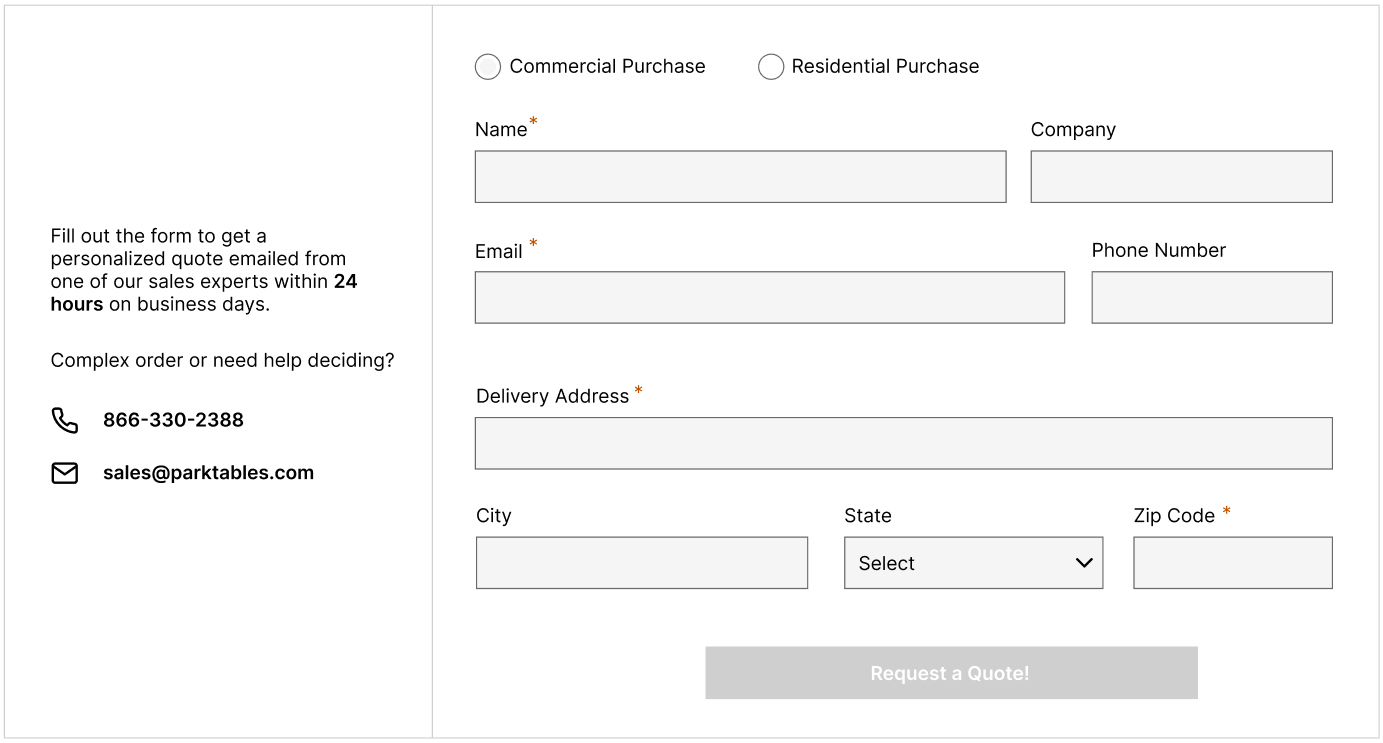 Commercial Purchase
Residential Purchase
Name*
Company
Fill out the form to get a
personalized quote emailed from
one of our sales experts within 24
hours on business days.
Complex order or need help deciding?
866-330-2388
sales@parktables.com
Email *
Phone Number
Delivery Address *
City
State
Zip Code *
Select
Request a Quote!